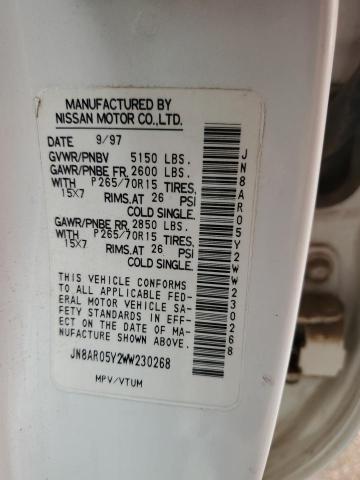 MANUFACTURED BY
NISSAN MOTOR CO.,LTD.
DATE 9/97
GVWR/PNBV 5150 LBS.
GAWR/PNBE FR. 2600 LBS.
WITH P265/70R15 TIRES,
15X7 RIMS.AT 26 PSI
COLD SINGLE.
GAWR/PNBE RR. 2850 LBS.
WITH P265/70R15 TIRES,
15X7 RIMS.AT 26 PSI
COLD SINGLE.
THIS VEHICLE CONFORMS
TO ALL APPLICABLE FED-
ERAL MOTOR VEHICLE SA-
FETY STANDARDS IN EFF-
ECT ON THE DATE OF MA-
NUFACTURE SHOWN ABOVE.
JN8AR05Y2WW230268
MPV/VTUM
JN8AR05Y2WW230268